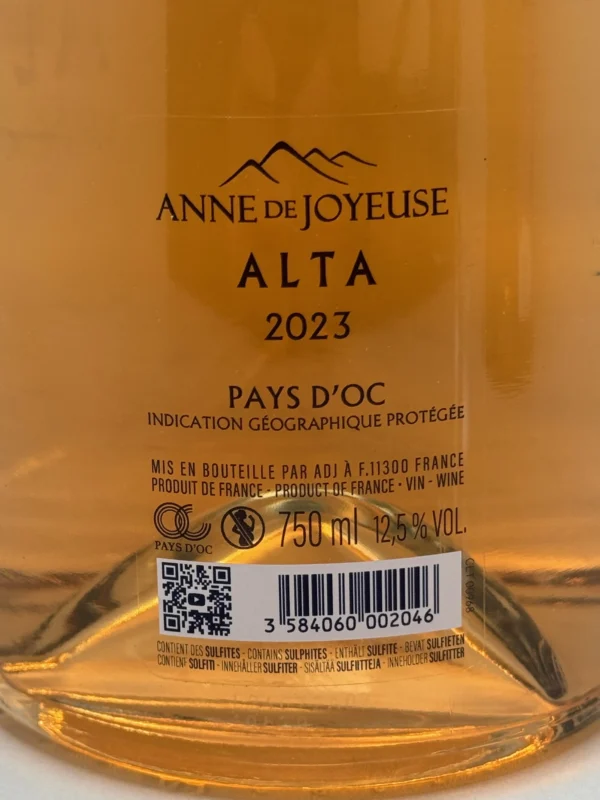 ANNE DE JOYEUSE
ALTA
2023
PAYS D'OC
INDICATION GÉOGRAPHIQUE PROTÉGÉE
MIS EN BOUTEILLE PAR ADJ À F.11300 FRANCE
PRODUIT DE FRANCE - PRODUCT OF FRANCE - VIN - WINE
PAYS D'OC
750 ml 12,5% VOL.
3 584060 002046
CONTIENT DES SULFITES - CONTAINS SULPHITES - ENTHÄLT SULFITE - BEVAT SULFIETEN
CONTIENE SOLFITI - INNEHÅLLER SULFITER - SISÄLTÄÄ SULFIITTEJA - INNEHOLDER SULFITTER